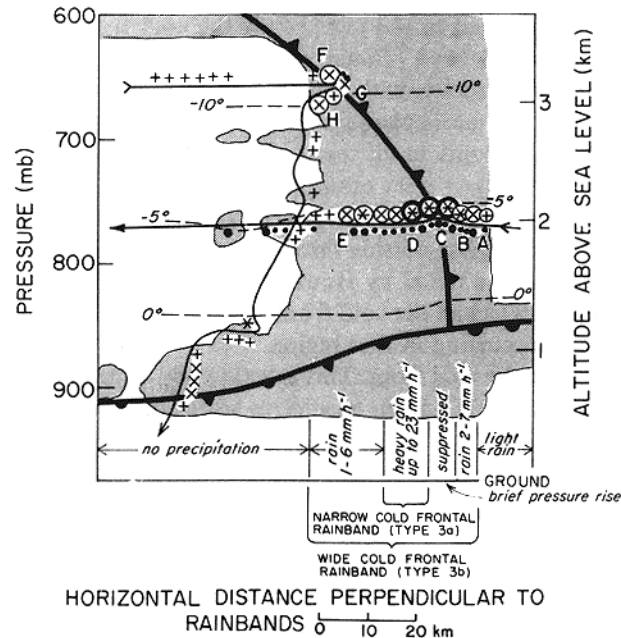 600
700
800
900
PRESSURE (mb)
3
2
1
ALTITUDE ABOVE SEA LEVEL (km)
F
G
H
-10°
-10°
-5°
-5°
E
D
C
B
A
0°
0°
no precipitation
rain
1-6 mm h⁻¹
heavy rain
up to 23 mm h⁻¹
suppressed
rain 2-7 mm h⁻¹
light
rain
GROUND
brief pressure rise
NARROW COLD FRONTAL
RAINBAND (TYPE 3a)
WIDE COLD FRONTAL
RAINBAND (TYPE 3b)
HORIZONTAL DISTANCE PERPENDICULAR TO
RAINBANDS 0 10 20 km